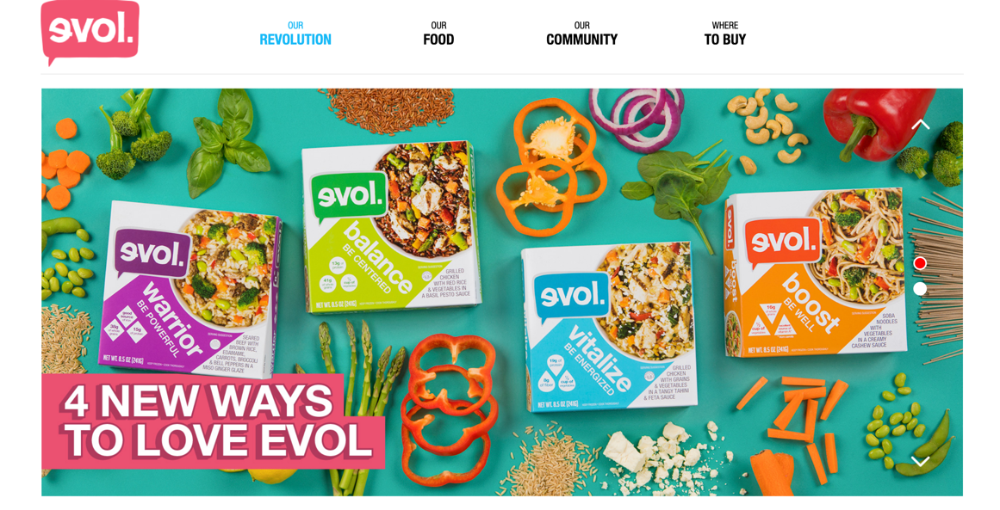 evol.
OUR
REVOLUTION
OUR
FOOD
OUR
COMMUNITY
WHERE
TO BUY
evol.
warrior
BE POWERFUL
SEARED
BEEF WITH
BROWN RICE,
EDAMAME,
CARROTS, BROCCOLI
& BELL PEPPERS IN A
MISO GINGER GLAZE
NET WT. 8.5 OZ (241G)
evol.
balance
BE CENTERED
GRILLED
CHICKEN
WITH RED RICE
& VEGETABLES IN
A BASIL PESTO SAUCE
NET WT. 8.5 OZ (241G)
evol.
vitalize
BE ENERGIZED
GRILLED
CHICKEN
WITH GRAINS
& VEGETABLES
IN A TANGY TAHINI
& FETA SAUCE
NET WT. 8.5 OZ (241G)
evol.
boost
BE WELL
SOBA
NOODLES
WITH
VEGETABLES
IN A CREAMY
CASHEW SAUCE
NET WT. 8.5 OZ (241G)
evol.
boost
4 NEW WAYS
TO LOVE EVOL